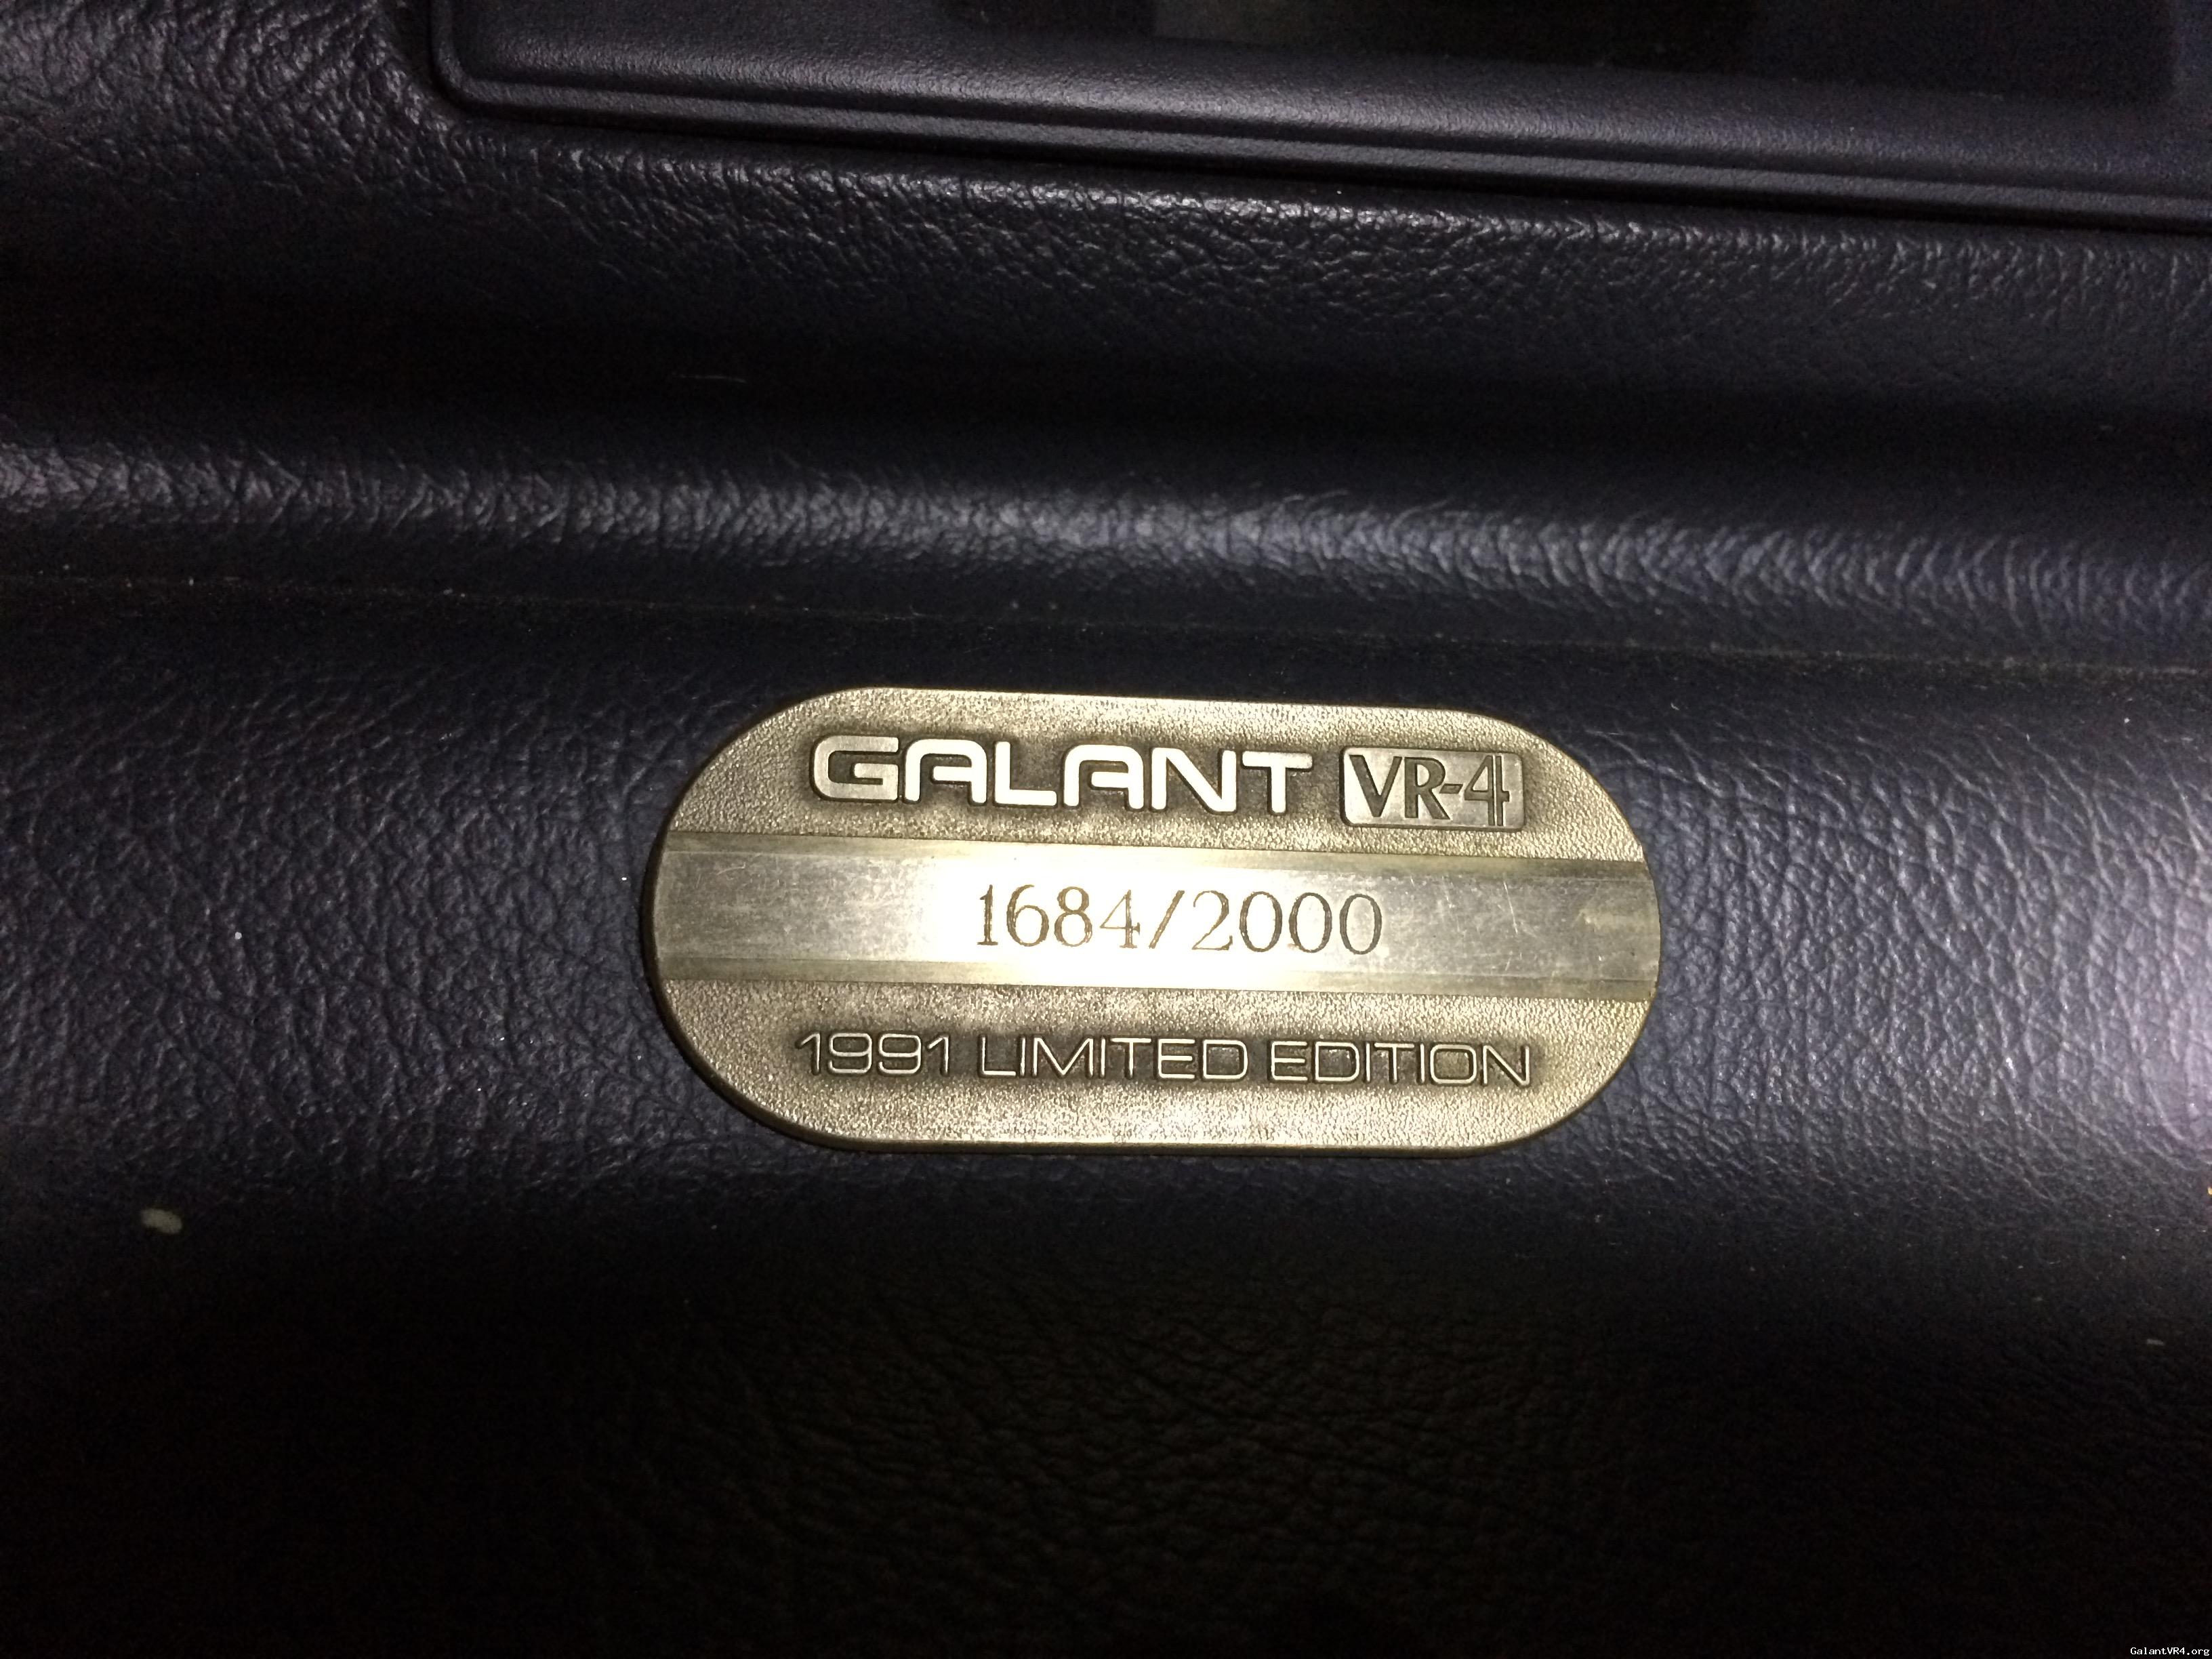 GALANT VR-4
1684/2000
1991 LIMITED EDITION
GalantVR4.org